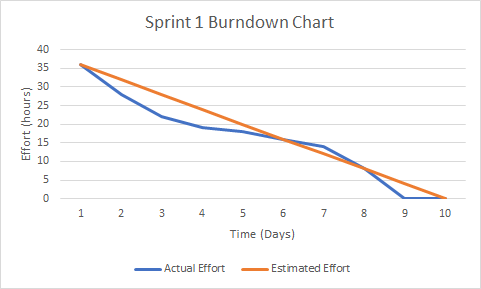 Sprint 1 Burndown Chart
40
35
30
25
20
15
10
5
0
Effort (hours)
1 2 3 4 5 6 7 8 9 10
Time (Days)
Actual Effort Estimated Effort